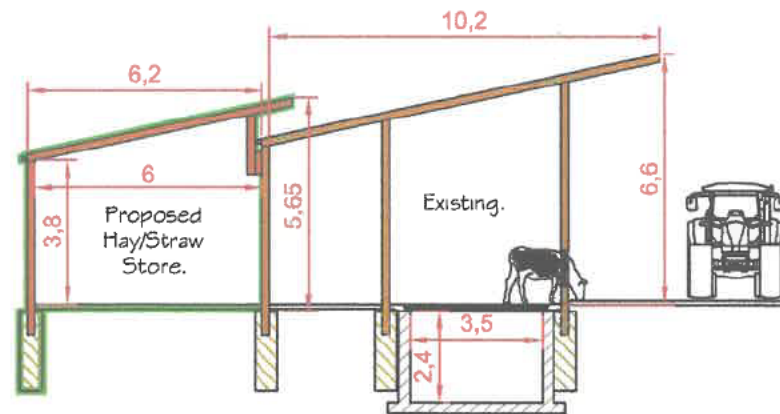 10,2
6,2
6
3,8
5,65
6,6
Proposed
Hay/Straw
Store.
Existing.
3,5
2,4